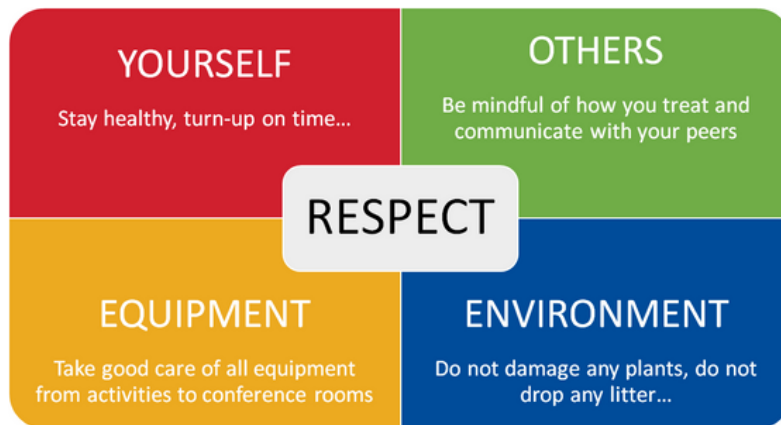 YOURSELF
Stay healthy, turn-up on time...
OTHERS
Be mindful of how you treat and
communicate with your peers
RESPECT
EQUIPMENT
Take good care of all equipment
from activities to conference rooms
ENVIRONMENT
Do not damage any plants, do not
drop any litter...